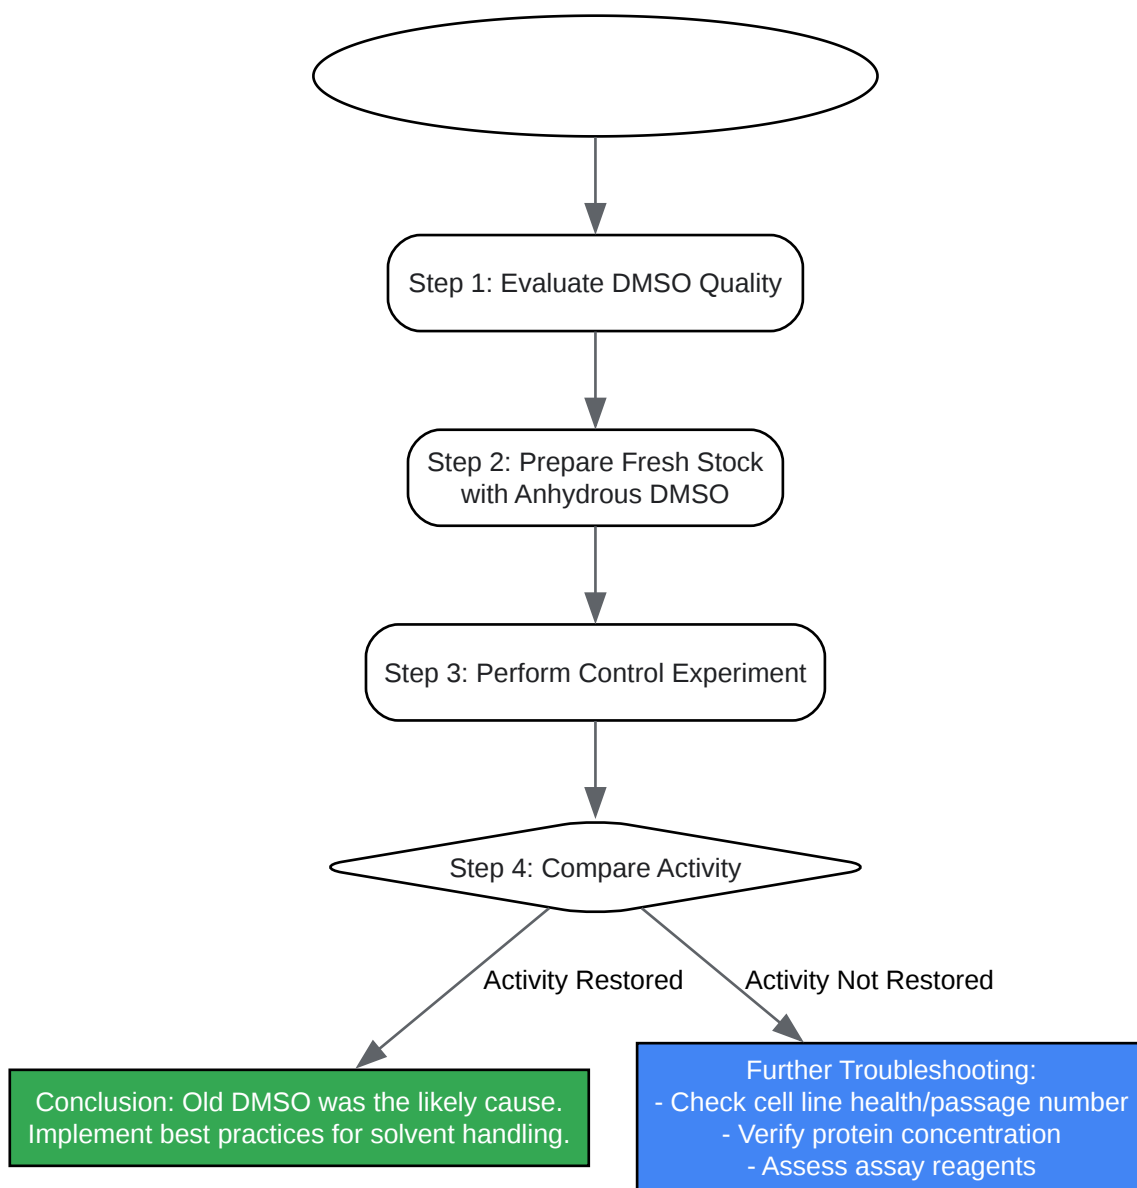 Step 1: Evaluate DMSO Quality
Step 2: Prepare Fresh Stock
with Anhydrous DMSO
Step 3: Perform Control Experiment
Step 4: Compare Activity
Activity Restored
Activity Not Restored
Conclusion: Old DMSO was the likely cause.
Implement best practices for solvent handling.
Further Troubleshooting:
- Check cell line health/passage number
- Verify protein concentration
- Assess assay reagents